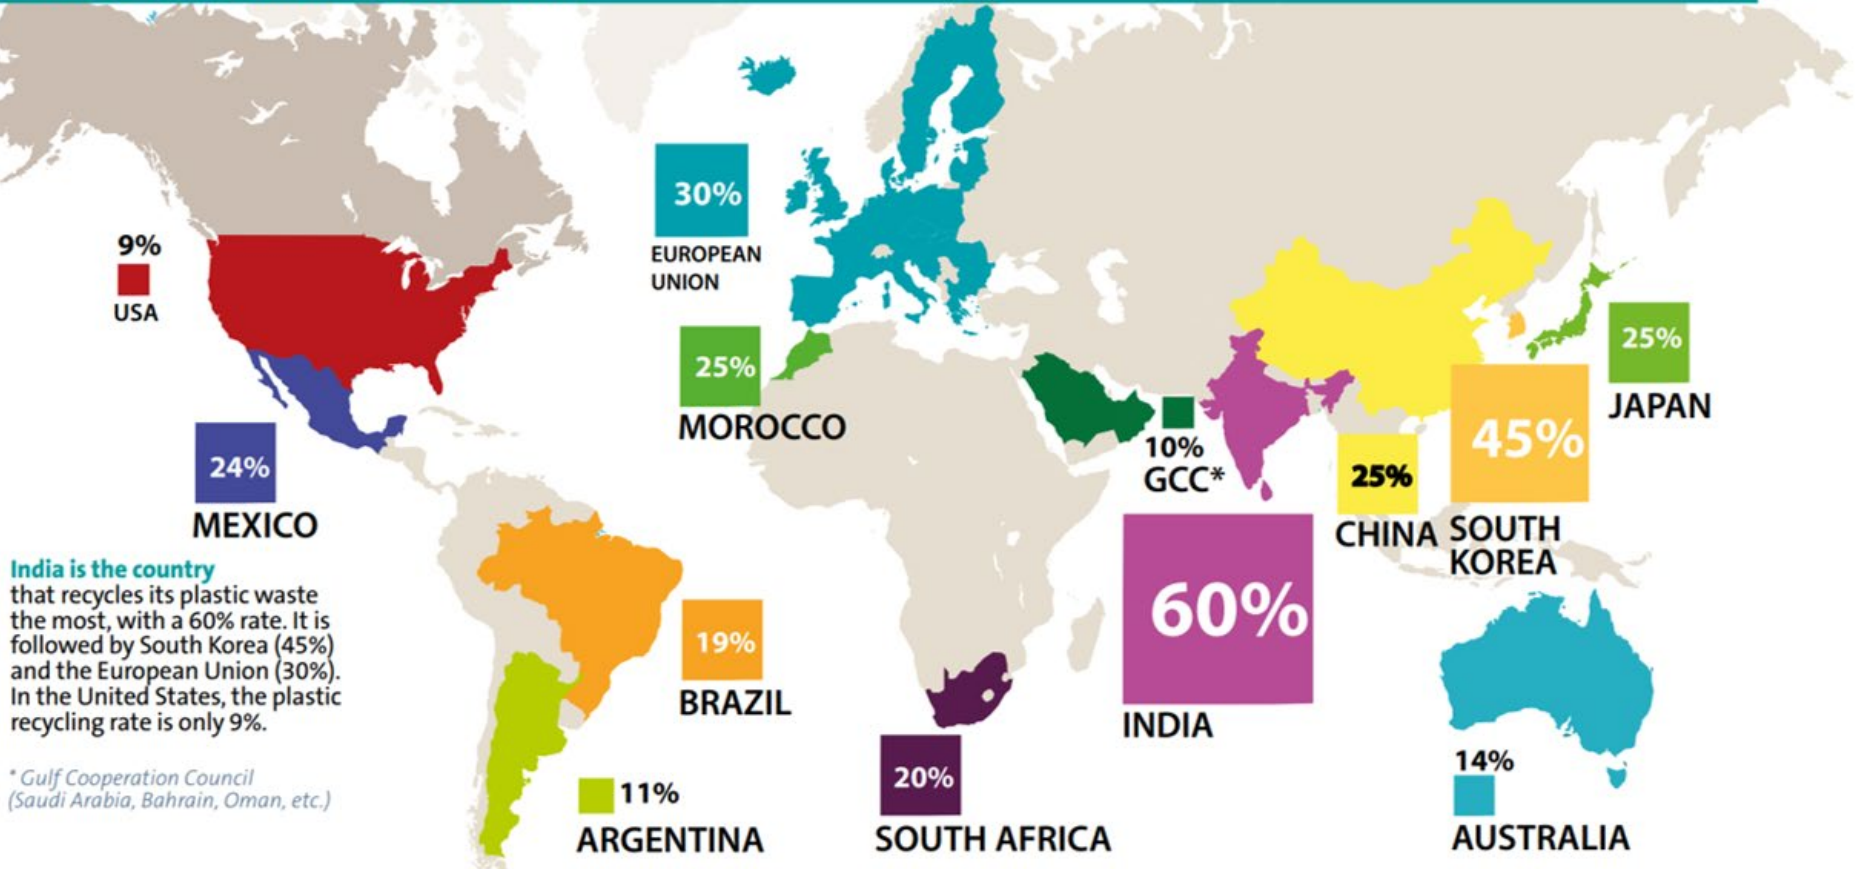 9%
USA
30%
EUROPEAN
UNION
25%
MOROCCO
24%
MEXICO
10%
GCC*
25%
CHINA
45%
SOUTH
KOREA
25%
JAPAN
60%
INDIA
19%
BRAZIL
11%
ARGENTINA
20%
SOUTH AFRICA
14%
AUSTRALIA
India is the country
that recycles its plastic waste
the most, with a 60% rate. It is
followed by South Korea (45%)
and the European Union (30%).
In the United States, the plastic
recycling rate is only 9%.
* Gulf Cooperation Council
(Saudi Arabia, Bahrain, Oman, etc.)